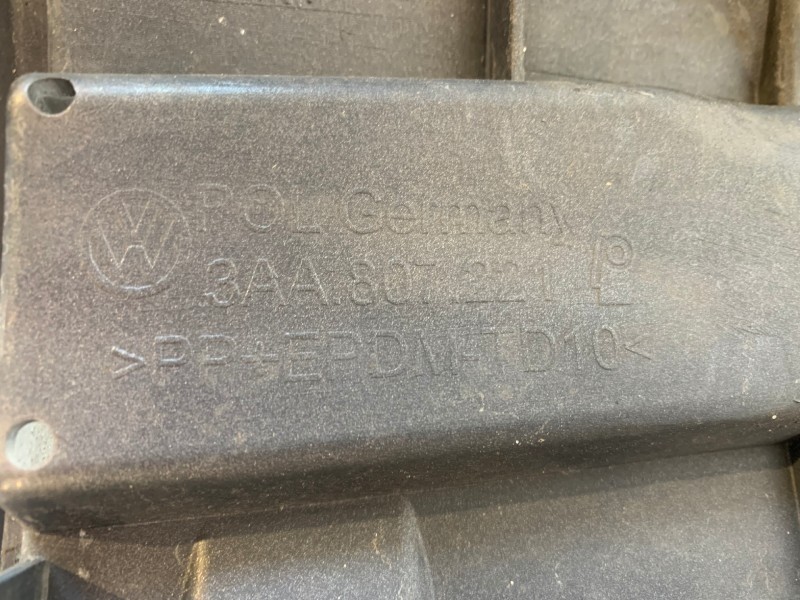 POL Germany
3AA.807.221
>PP+EPDM-TD10<